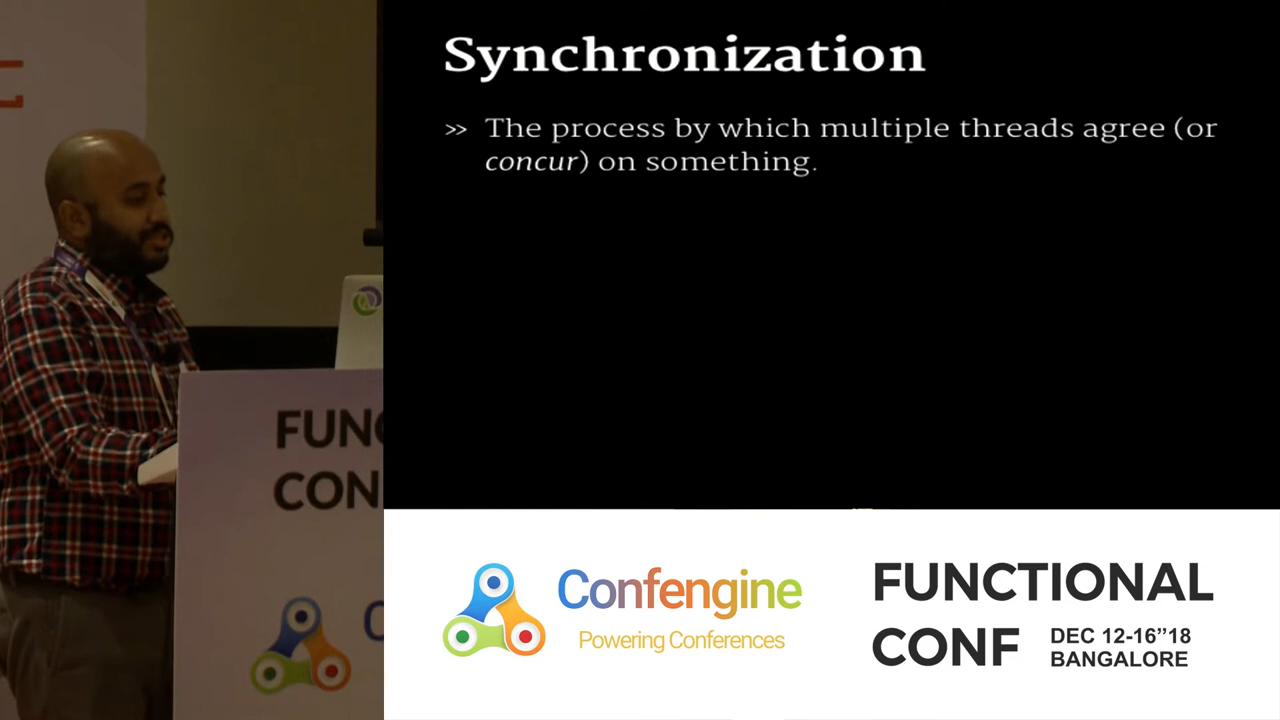 Synchronization
>> The process by which multiple threads agree (or
concur) on something.
FUNC
CON
Confengine
Powering Conferences
FUNCTIONAL
CONF
DEC 12-16”18
BANGALORE